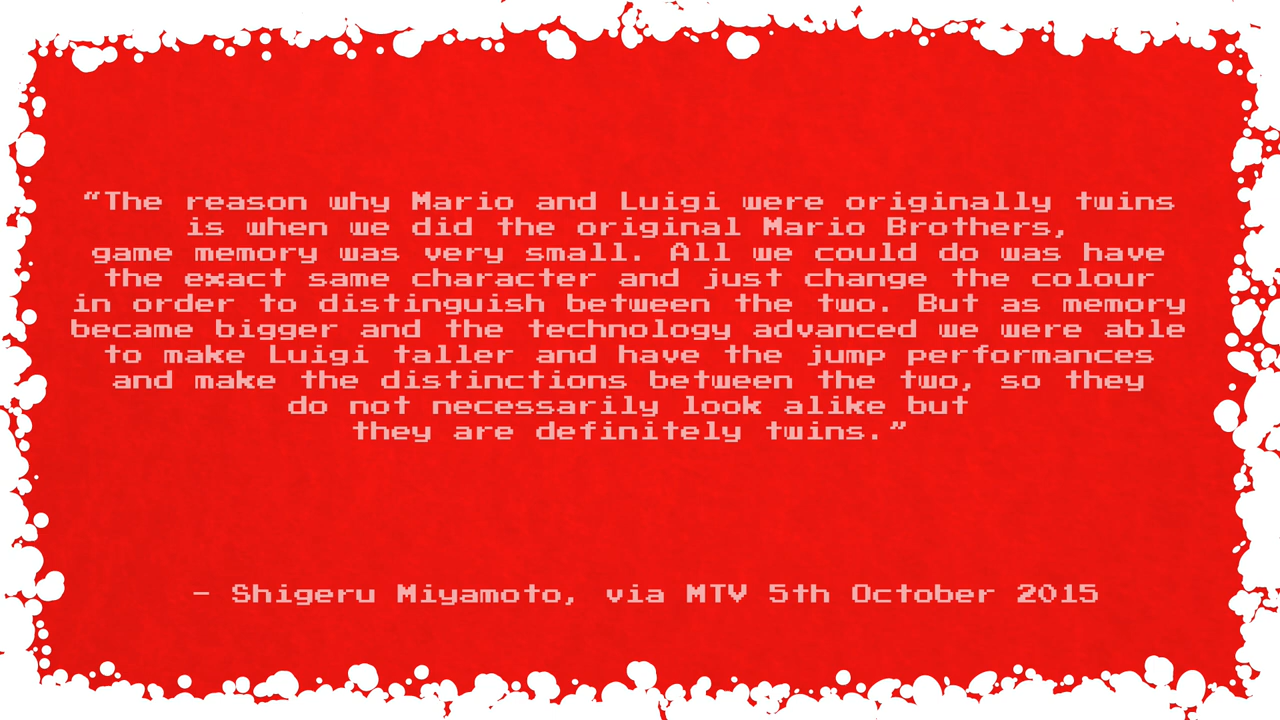 “The reason why Mario and Luigi were originally twins
is when we did the original Mario Brothers,
game memory was very small. All we could do was have
the exact same character and just change the colour
in order to distinguish between the two. But as memory
became bigger and the technology advanced we were able
to make Luigi taller and have the jump performances
and make the distinctions between the two, so they
do not necessarily look alike but
they are definitely twins.”
- Shigeru Miyamoto, via MTV 5th October 2015